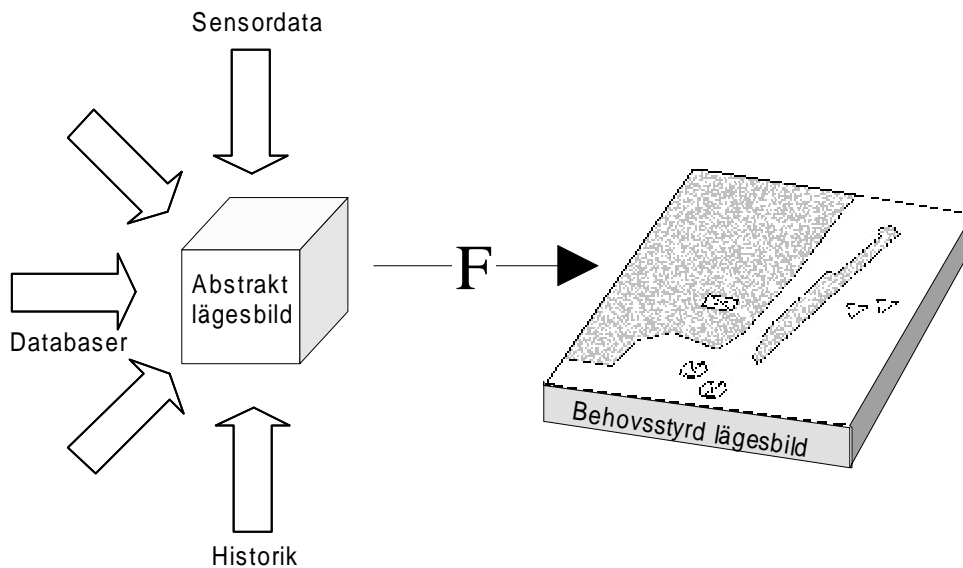 Sensordata
Abstrakt
lägesbild
F
Databaser
Historik
Behovsstyrd lägesbild